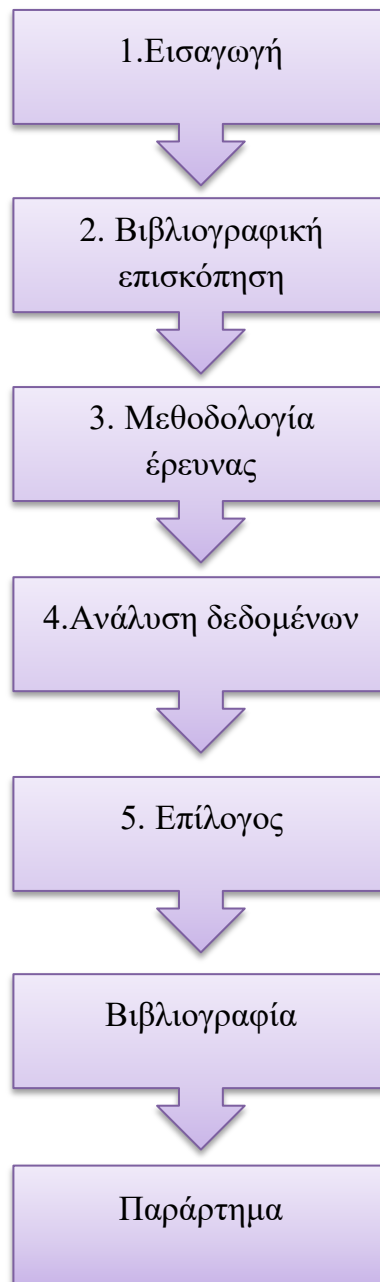 1.Εισαγωγή
2. Βιβλιογραφική
επισκόπηση
3. Μεθοδολογία
έρευνας
4.Ανάλυση δεδομένων
5. Επίλογος
Βιβλιογραφία
Παράρτημα